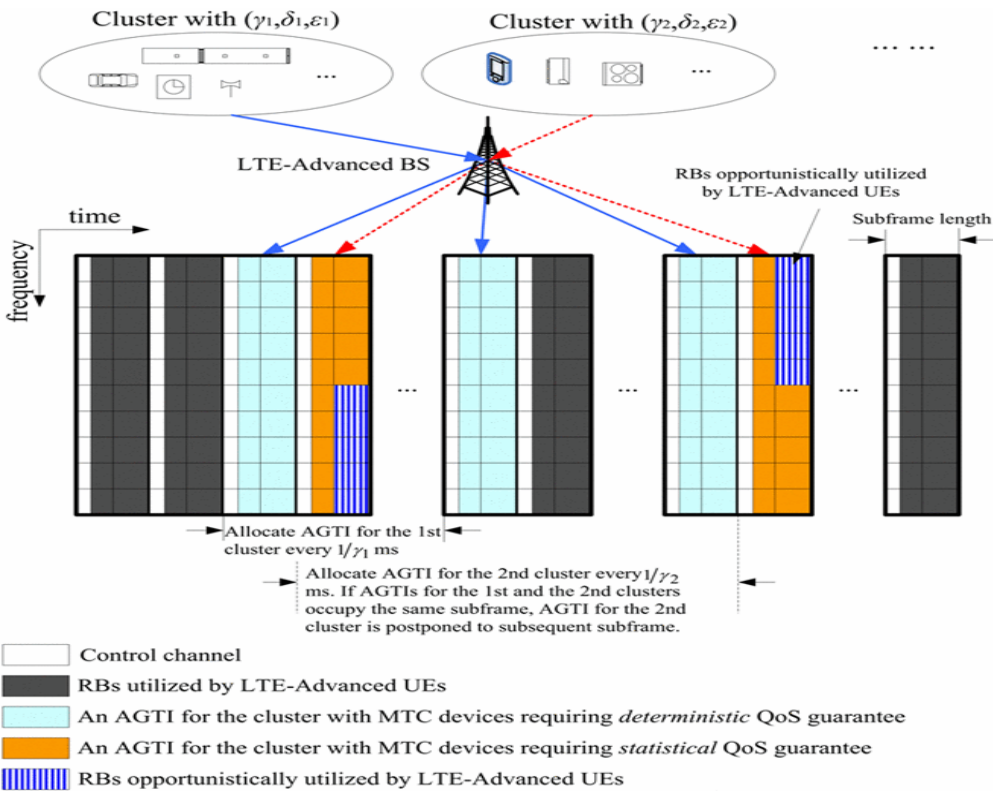 Cluster with (γ1,δ1,ε1)
Cluster with (γ2,δ2,ε2)
... ...
...
...
LTE-Advanced BS
RBs opportunistically utilized
by LTE-Advanced UEs
time
Subframe length
frequency
...
...
...
Allocate AGTI for the 1st
cluster every 1/γ1 ms
Allocate AGTI for the 2nd cluster every1/γ2
ms. If AGTIs for the 1st and the 2nd clusters
occupy the same subframe, AGTI for the 2nd
cluster is postponed to subsequent subframe.
Control channel
RBs utilized by LTE-Advanced UEs
An AGTI for the cluster with MTC devices requiring deterministic QoS guarantee
An AGTI for the cluster with MTC devices requiring statistical QoS guarantee
RBs opportunistically utilized by LTE-Advanced UEs